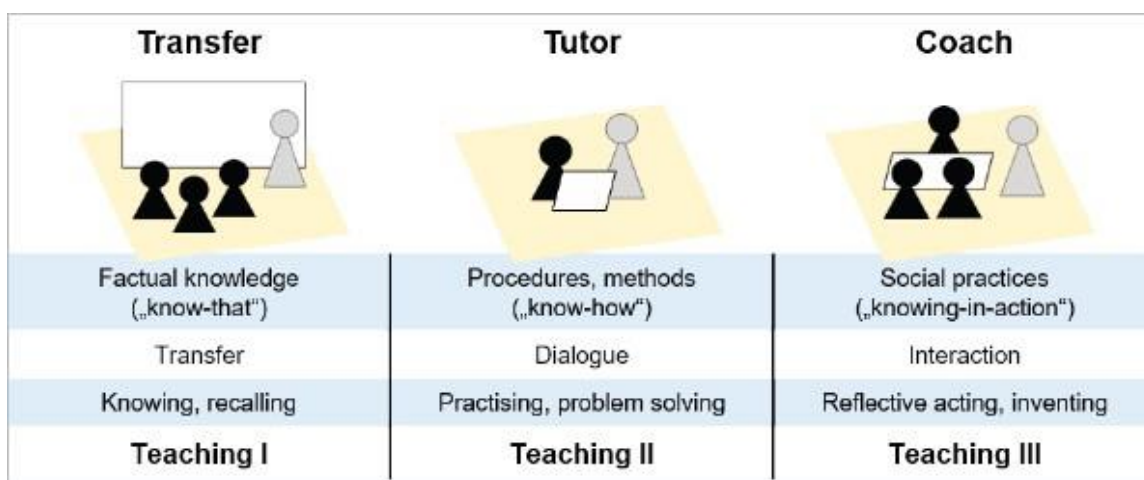 Transfer
Tutor
Coach
Factual knowledge
(„know-that“)
Procedures, methods
(„know-how“)
Social practices
(„knowing-in-action“)
Transfer
Dialogue
Interaction
Knowing, recalling
Practising, problem solving
Reflective acting, inventing
Teaching I
Teaching II
Teaching III